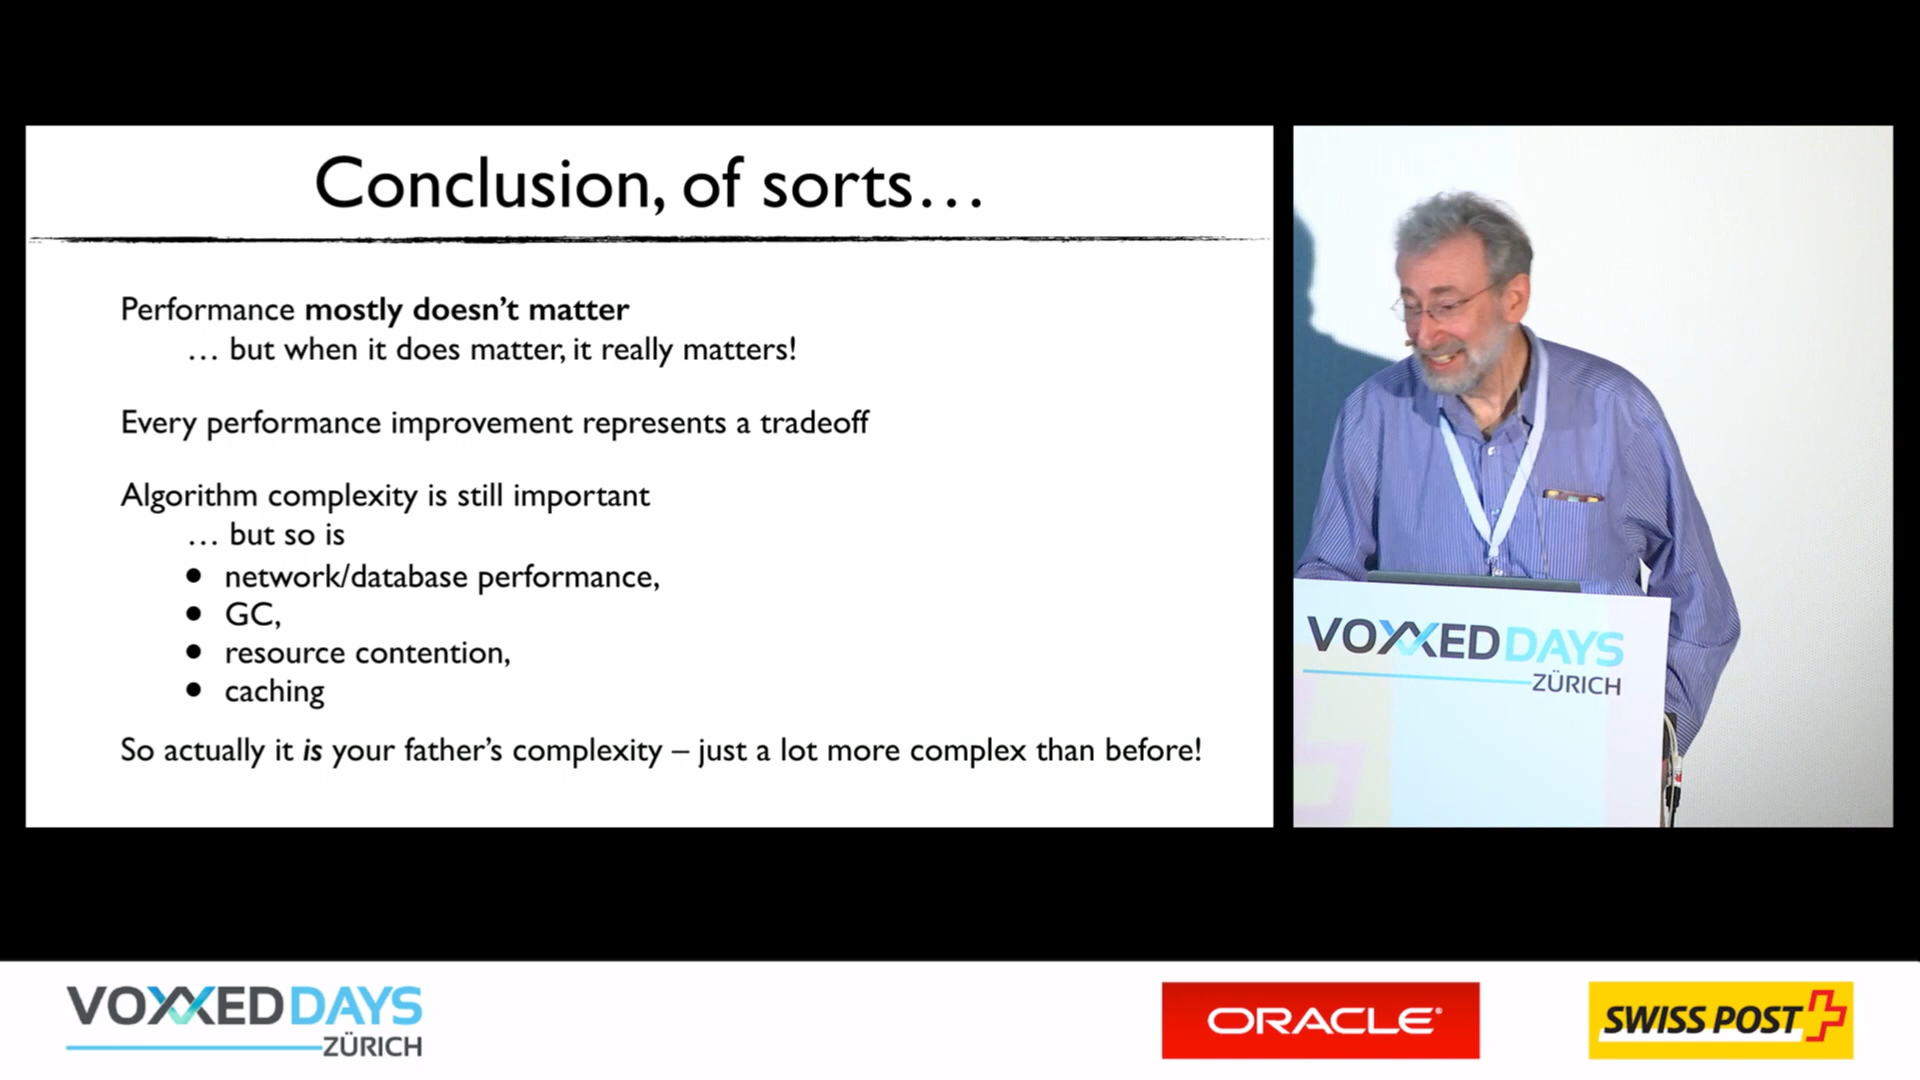 Conclusion, of sorts…
Performance mostly doesn't matter
… but when it does matter, it really matters!
Every performance improvement represents a tradeoff
Algorithm complexity is still important
… but so is
● network/database performance,
● GC,
● resource contention,
● caching
So actually it is your father's complexity – just a lot more complex than before!
VOXXED DAYS
ZÜRICH
VOXXED DAYS
ZÜRICH
ORACLE®
SWISS POST